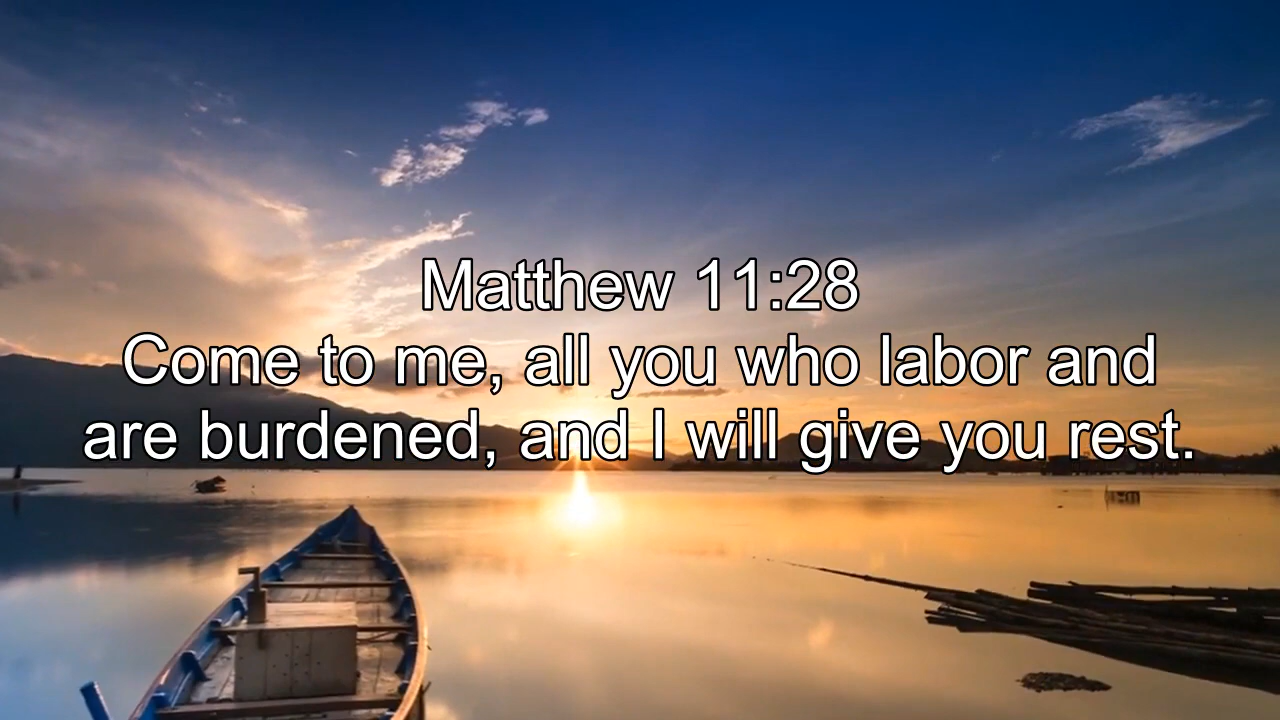 Matthew 11:28
Come to me, all you who labor and
are burdened, and I will give you rest.